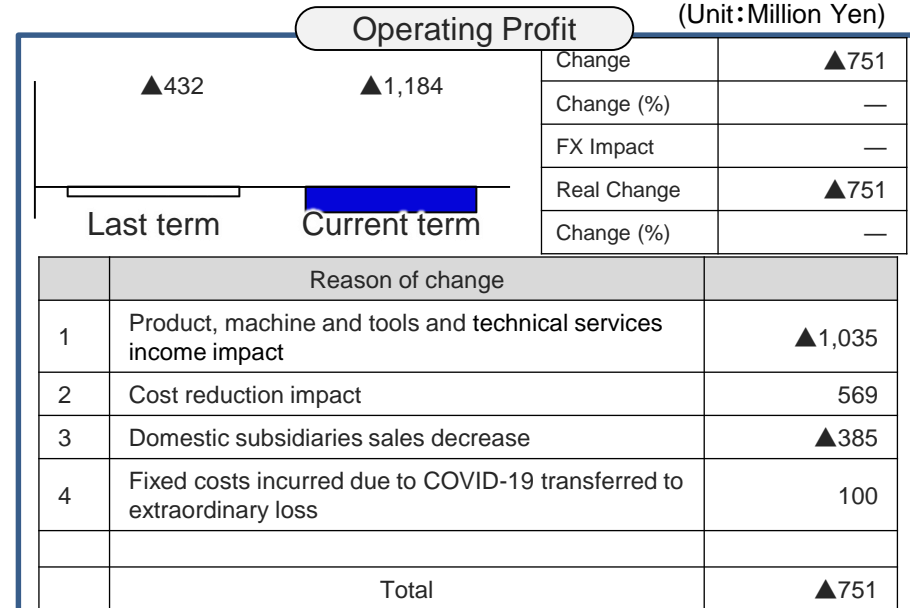 Operating Profit
(Unit：Million Yen)
▲432
▲1,184
Last term
Current term
Change ▲751
Change (%) —
FX Impact —
Real Change ▲751
Change (%) —
Reason of change
1 Product, machine and tools and technical services
income impact ▲1,035
2 Cost reduction impact 569
3 Domestic subsidiaries sales decrease ▲385
4 Fixed costs incurred due to COVID-19 transferred to
extraordinary loss 100
Total ▲751